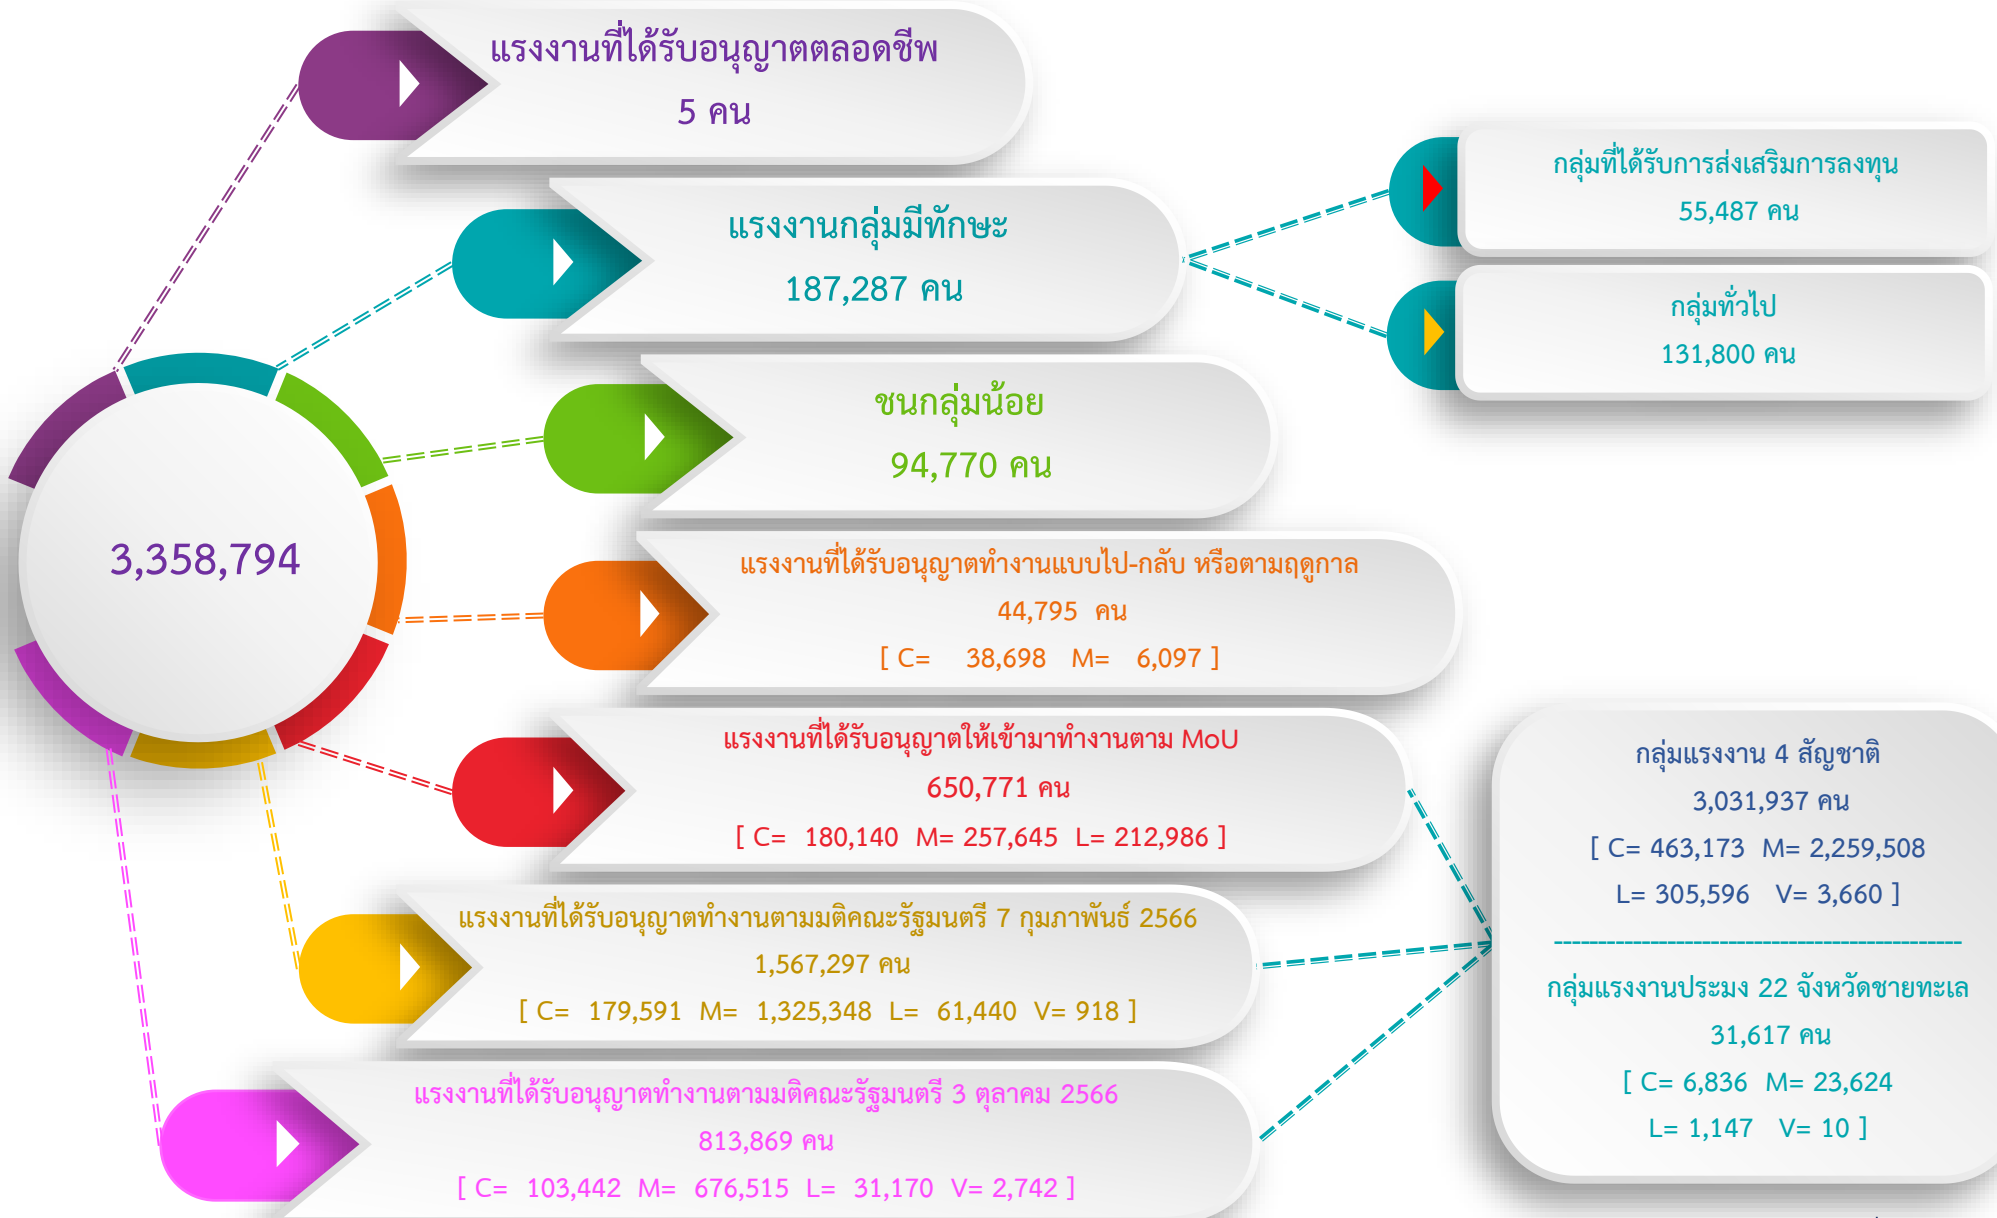 แรงงานที่ได้รับอนุญาตตลอดชีพ
5 คน
แรงงานกลุ่มมีทักษะ
187,287 คน
กลุ่มที่ได้รับการส่งเสริมการลงทุน
55,487 คน
กลุ่มทั่วไป
131,800 คน
ชนกลุ่มน้อย
94,770 คน
3,358,794
แรงงานที่ได้รับอนุญาตทำงานแบบไป-กลับ หรือตามฤดูกาล
44,795 คน
[ C= 38,698 M= 6,097 ]
แรงงานที่ได้รับอนุญาตให้เข้ามาทำงานตาม MoU
650,771 คน
[ C= 180,140 M= 257,645 L= 212,986 ]
แรงงานที่ได้รับอนุญาตทำงานตามมติคณะรัฐมนตรี 7 กุมภาพันธ์ 2566
1,567,297 คน
[ C= 179,591 M= 1,325,348 L= 61,440 V= 918 ]
แรงงานที่ได้รับอนุญาตทำงานตามมติคณะรัฐมนตรี 3 ตุลาคม 2566
813,869 คน
[ C= 103,442 M= 676,515 L= 31,170 V= 2,742 ]
กลุ่มแรงงาน 4 สัญชาติ
3,031,937 คน
[ C= 463,173 M= 2,259,508
L= 305,596 V= 3,660 ]
-----------------------------------------------
กลุ่มแรงงานประมง 22 จังหวัดชายทะเล
31,617 คน
[ C= 6,836 M= 23,624
L= 1,147 V= 10 ]